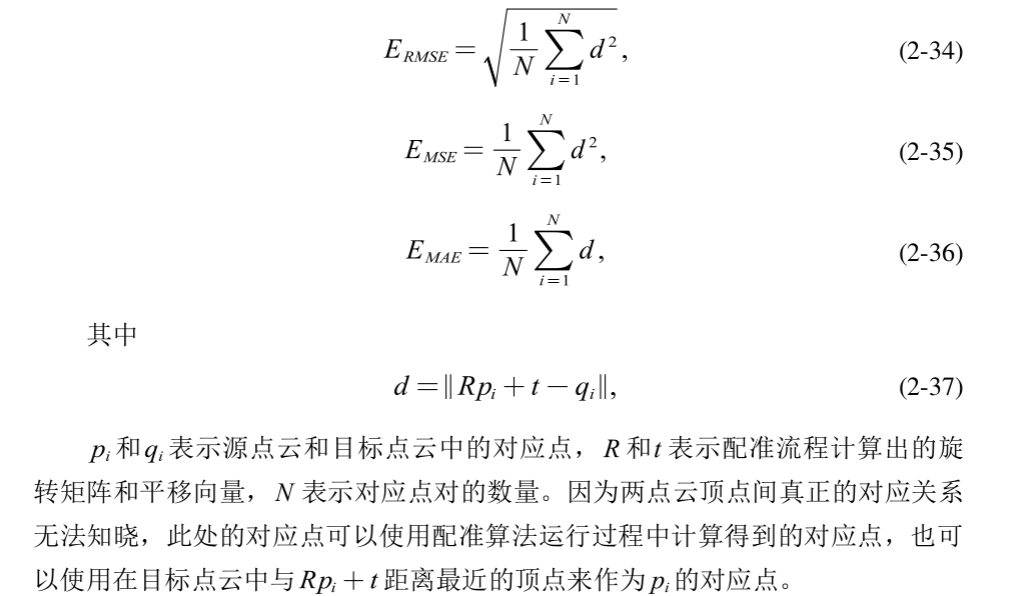 E_{RMSE} = \sqrt{\frac{1}{N}\sum_{i=1}^{N} d^2}, (2-34)
E_{MSE} = \frac{1}{N}\sum_{i=1}^{N} d^2, (2-35)
E_{MAE} = \frac{1}{N}\sum_{i=1}^{N} d, (2-36)
其中
d = ‖Rp_i + t − q_i‖, (2-37)
p_i 和 q_i 表示源点云和目标点云中的对应点，R 和 t 表示配准流程计算出的旋
转矩阵和平移向量，N 表示对应点对的数量。因为两点云顶点间真正的对应关系
无法知晓，此处的对应点可以使用配准算法运行过程中计算得到的对应点，也可
以使用在目标点云中与 Rp_i + t 距离最近的顶点来作为 p_i 的对应点。